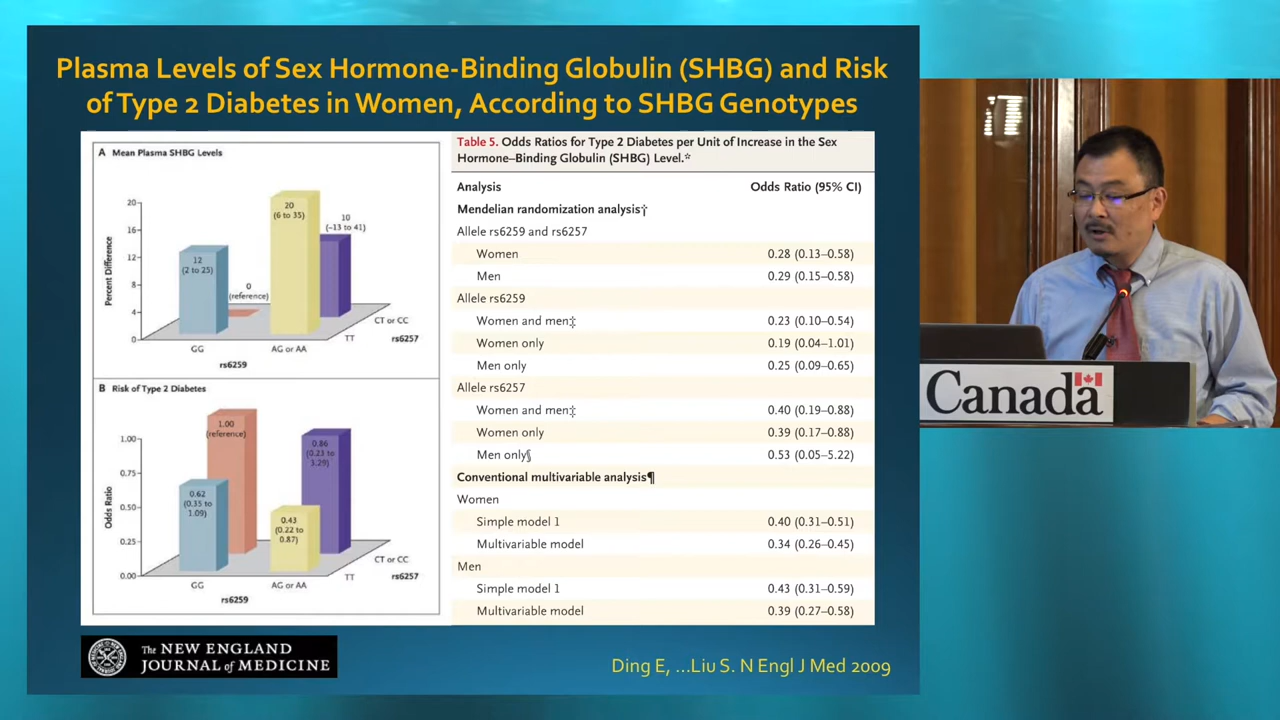 Plasma Levels of Sex Hormone-Binding Globulin (SHBG) and Risk
of Type 2 Diabetes in Women, According to SHBG Genotypes
A Mean Plasma SHBG Levels
Percent Difference
20
16
12
8
4
0
12
(2 to 25)
0
(reference)
20
(6 to 35)
10
(−13 to 41)
CT or CC
TT
rs6257
GG
AG or AA
rs6259
B Risk of Type 2 Diabetes
Odds Ratio
1.00
0.75
0.50
0.25
0.00
0.62
(0.35 to
1.09)
1.00
(reference)
0.43
(0.22 to
0.87)
0.86
(0.23 to
3.29)
CT or CC
TT
rs6257
GG
AG or AA
rs6259
Table 5. Odds Ratios for Type 2 Diabetes per Unit of Increase in the Sex
Hormone–Binding Globulin (SHBG) Level.*
Analysis Odds Ratio (95% CI)
Mendelian randomization analysis†
Allele rs6259 and rs6257
Women 0.28 (0.13–0.58)
Men 0.29 (0.15–0.58)
Allele rs6259
Women and men‡ 0.23 (0.10–0.54)
Women only 0.19 (0.04–1.01)
Men only 0.25 (0.09–0.65)
Allele rs6257
Women and men‡ 0.40 (0.19–0.88)
Women only 0.39 (0.17–0.88)
Men only§ 0.53 (0.05–5.22)
Conventional multivariable analysis¶
Women
Simple model 1 0.40 (0.31–0.51)
Multivariable model 0.34 (0.26–0.45)
Men
Simple model 1 0.43 (0.31–0.59)
Multivariable model 0.39 (0.27–0.58)
The NEW ENGLAND
JOURNAL of MEDICINE
Ding E, ...Liu S. N Engl J Med 2009
Canada